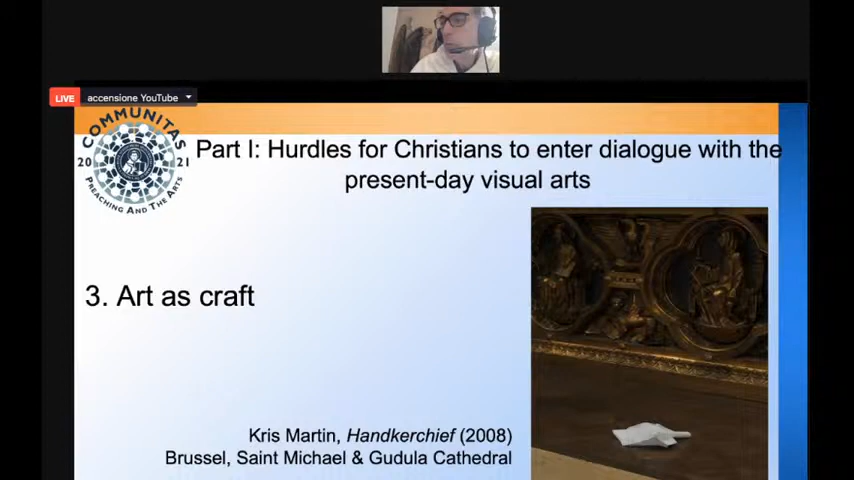 LIVE accensione YouTube
COMMUNITAS
20 21
PREACHING AND THE ARTS
Part I: Hurdles for Christians to enter dialogue with the
present-day visual arts
3. Art as craft
Kris Martin, Handkerchief (2008)
Brussel, Saint Michael & Gudula Cathedral